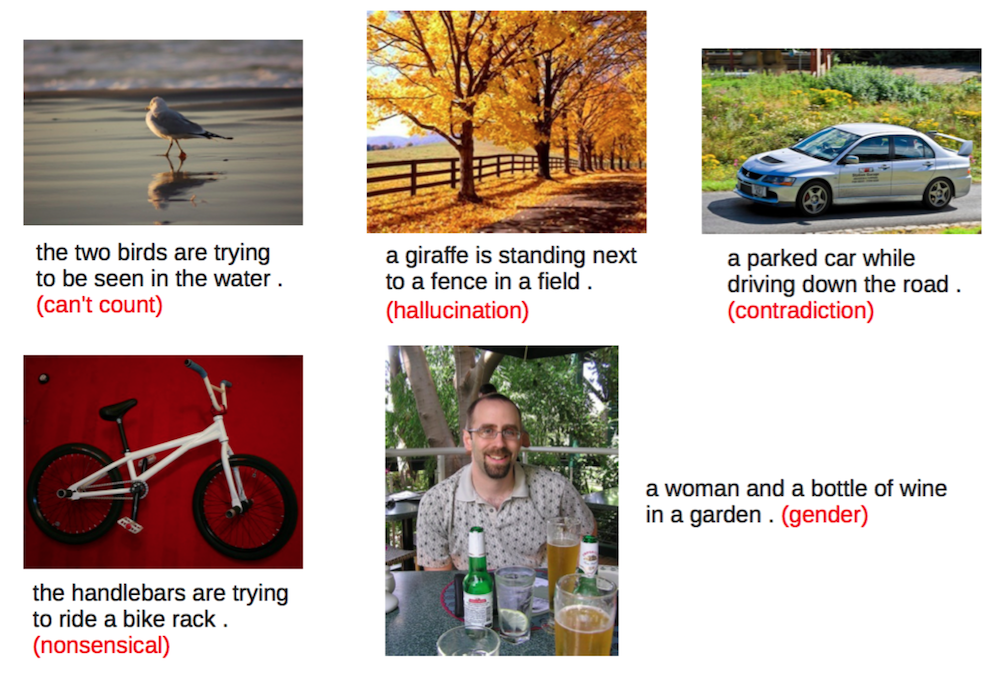 the two birds are trying
to be seen in the water .
(can't count)
a giraffe is standing next
to a fence in a field .
(hallucination)
a parked car while
driving down the road .
(contradiction)
the handlebars are trying
to ride a bike rack .
(nonsensical)
a woman and a bottle of wine
in a garden . (gender)